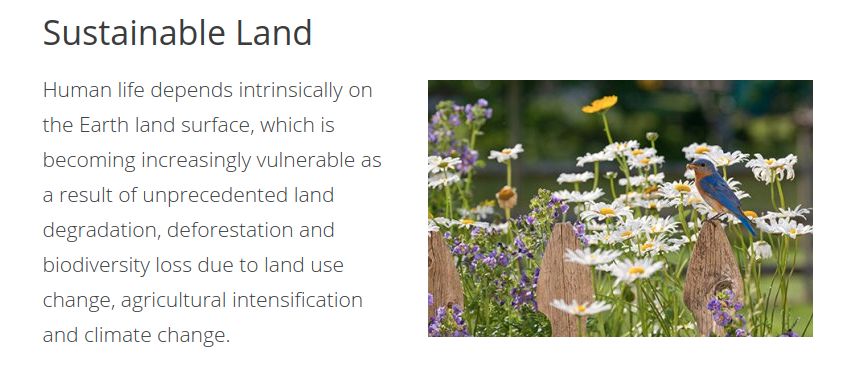 Sustainable Land
Human life depends intrinsically on
the Earth land surface, which is
becoming increasingly vulnerable as
a result of unprecedented land
degradation, deforestation and
biodiversity loss due to land use
change, agricultural intensification
and climate change.